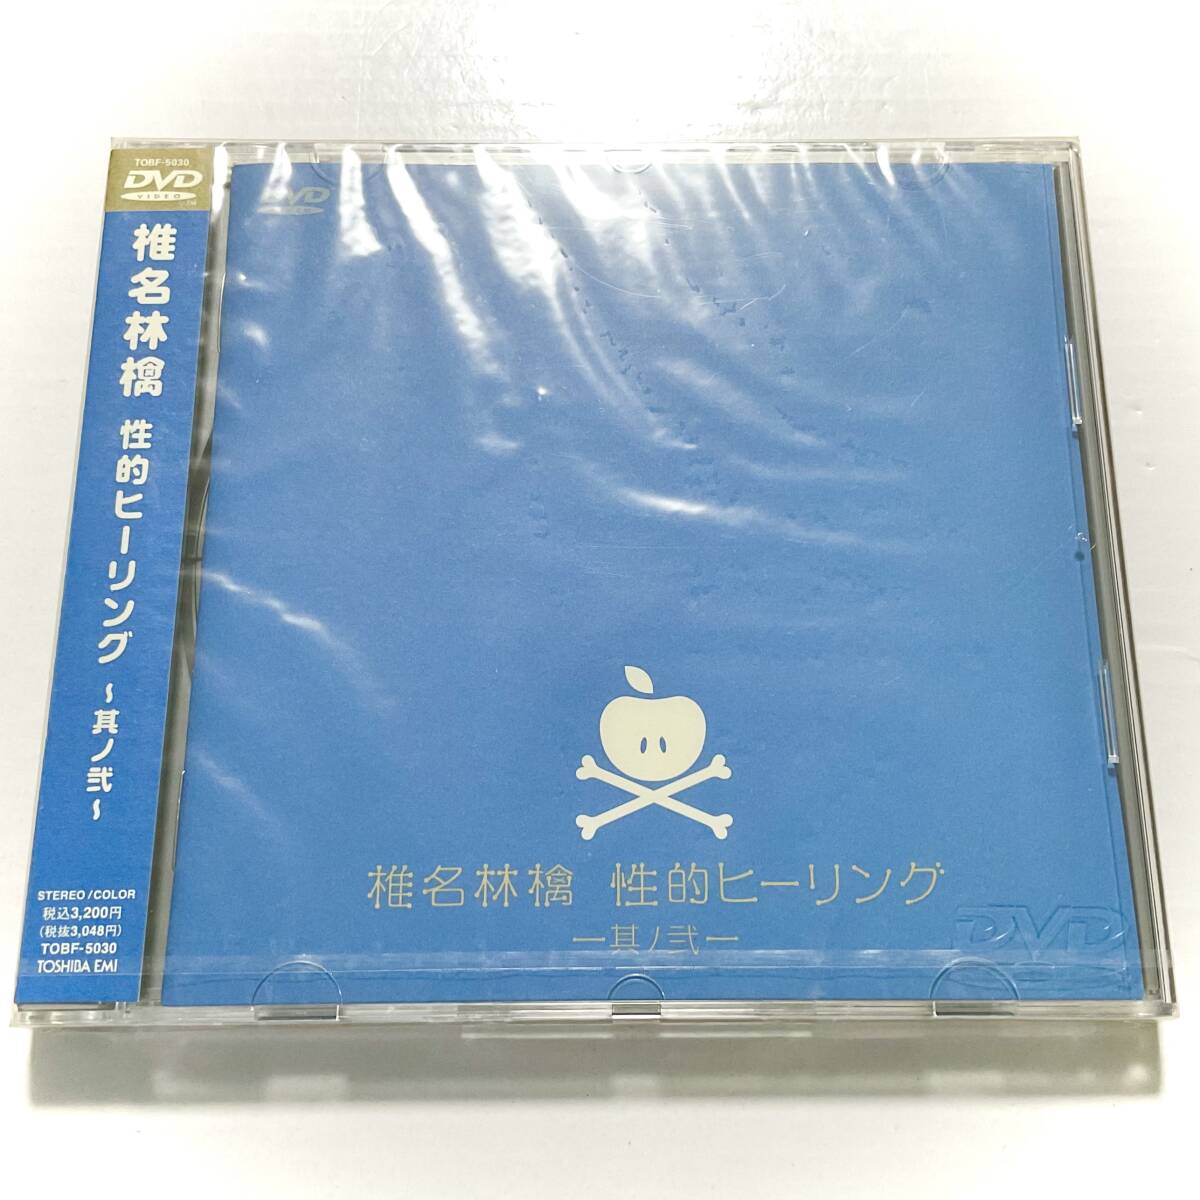 TOBF-5030
DVD
VIDEO
椎名林檎 性的ヒーリング ～其ノ弐～
STEREO/COLOR
税込3,200円
(税抜3,048円)
TOBF-5030
TOSHIBA EMI
DVD
椎名林檎 性的ヒーリング
ー其ノ弐ー
DVD